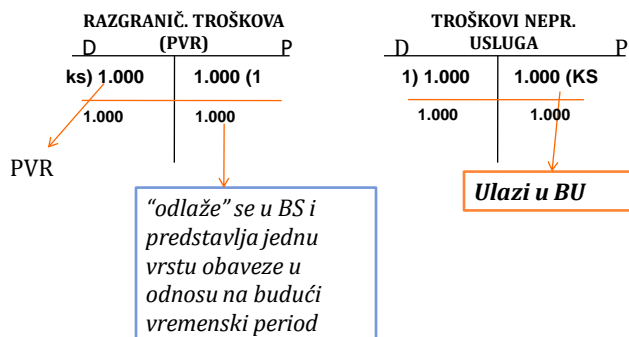 RAZGRANIČ. TROŠKOVA
(PVR)
D P
ks) 1.000 1.000 (1
1.000 1.000
PVR
“odlaže” se u BS i
predstavlja jednu
vrstu obaveze u
odnosu na budući
vremenski period
TROŠKOVI NEPR.
USLUGA
D P
1) 1.000 1.000 (KS
1.000 1.000
Ulazi u BU